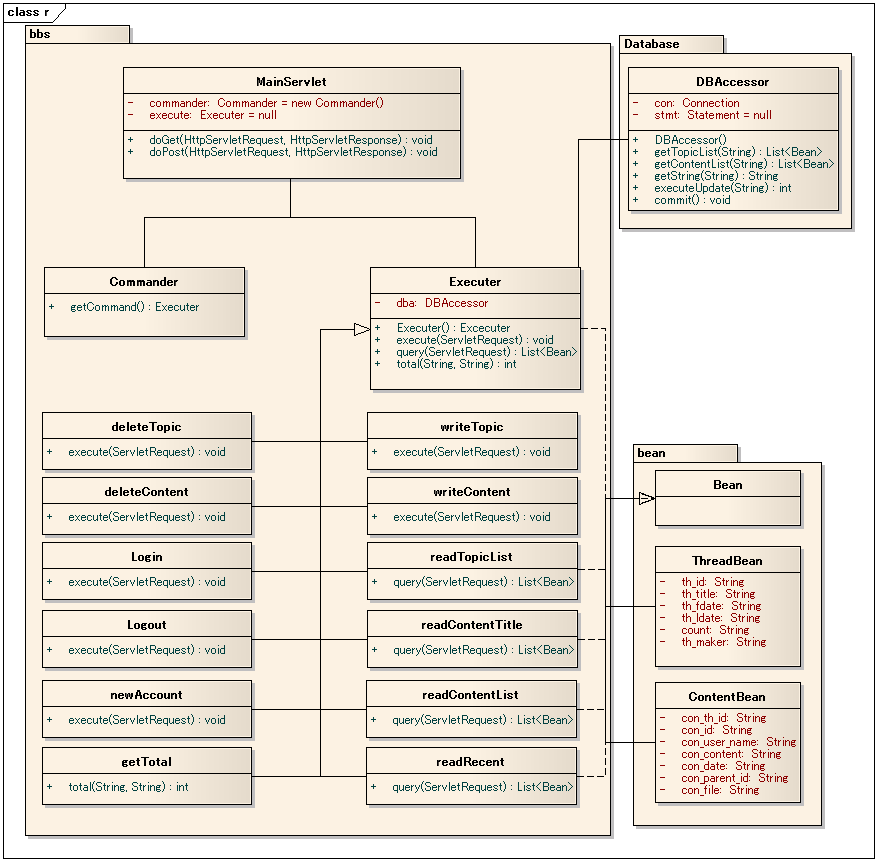 class r
bbs
MainServlet
- commander: Commander = new Commander()
- execute: Executer = null
+ doGet(HttpServletRequest, HttpServletResponse) : void
+ doPost(HttpServletRequest, HttpServletResponse) : void
Commander
+ getCommand() : Executer
Executer
- dba: DBAccessor
+ Executer() : Excecuter
+ execute(ServletRequest) : void
+ query(ServletRequest) : List<Bean>
+ total(String, String) : int
deleteTopic
+ execute(ServletRequest) : void
writeTopic
+ execute(ServletRequest) : void
deleteContent
+ execute(ServletRequest) : void
writeContent
+ execute(ServletRequest) : void
Login
+ execute(ServletRequest) : void
readTopicList
+ query(ServletRequest) : List<Bean>
Logout
+ execute(ServletRequest) : void
readContentTitle
+ query(ServletRequest) : List<Bean>
newAccount
+ execute(ServletRequest) : void
readContentList
+ query(ServletRequest) : List<Bean>
getTotal
+ total(String, String) : int
readRecent
+ query(ServletRequest) : List<Bean>
Database
DBAccessor
- con: Connection
- stmt: Statement = null
+ DBAccessor()
+ getTopicList(String) : List<Bean>
+ getContentList(String) : List<Bean>
+ getString(String) : String
+ executeUpdate(String) : int
+ commit() : void
bean
Bean
ThreadBean
- th_id: String
- th_title: String
- th_fdate: String
- th_ldate: String
- count: String
- th_maker: String
ContentBean
- con_th_id: String
- con_id: String
- con_user_name: String
- con_content: String
- con_date: String
- con_parent_id: String
- con_file: String